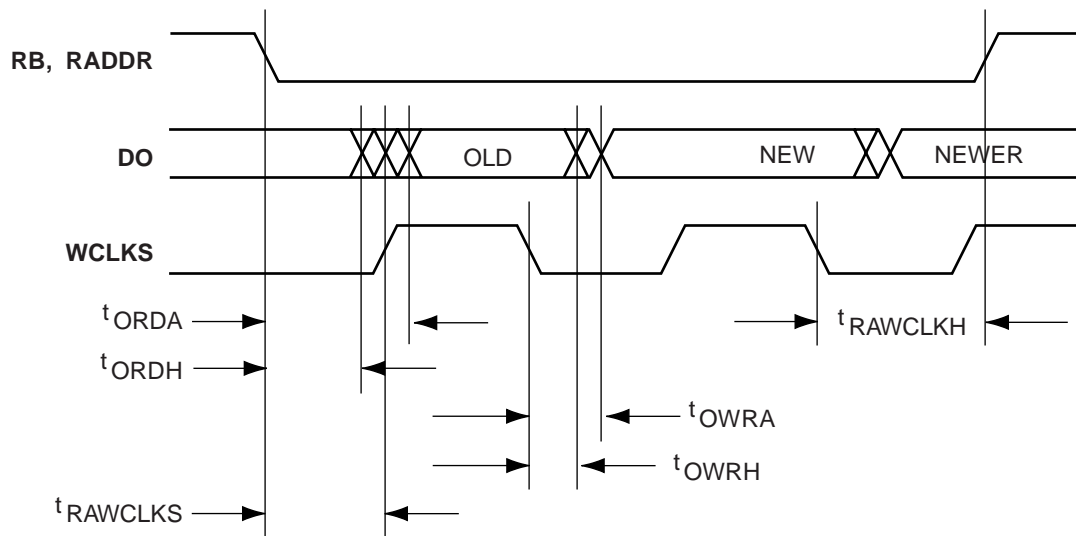 RB, RADDR
DO
OLD
NEW
NEWER
WCLKS
tORDA
tRAWCLKH
tORDH
tOWRA
tOWRH
tRAWCLKS